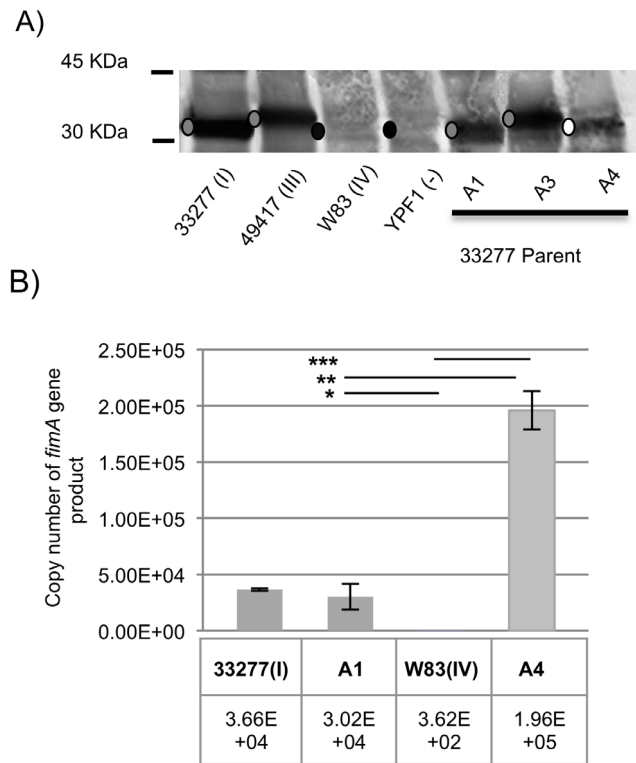 A)
45 KDa
30 KDa
33277 (I)
49417 (III)
W83 (IV)
YPF1 (-)
A1
A3
A4
33277 Parent
B)
Copy number of fimA gene
product
2.50E+05
2.00E+05
1.50E+05
1.00E+05
5.00E+04
0.00E+00
***
**
*
33277(I) A1 W83(IV) A4
3.66E 3.02E 3.62E 1.96E
+04 +04 +02 +05